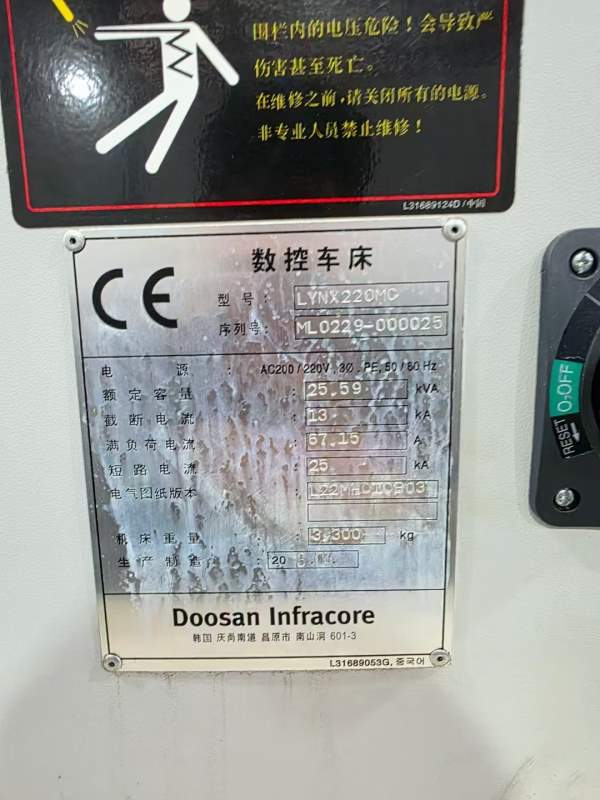 围栏内的电压危险！会导致严
伤害甚至死亡。
在维修之前，请关闭所有的电源。
非专业人员禁止维修！
L31689124D /中国
CE
数控车床
型号： LYNX220MC
序列号： ML0229-000025
电源： AC200/220V, 3Ø, PE, 50/60 Hz
额定容量： 25.59 kVA
截断电流： 13 kA
满负荷电流： 67.15 A
短路电流： 25 kA
电气图纸版本：
机床重量： 3,300 kg
生产制造： 20
Doosan Infracore
韩国 庆尚南道 昌原市 南山洞 601-3
L31689053G, 중국어
O,OFF
RESET